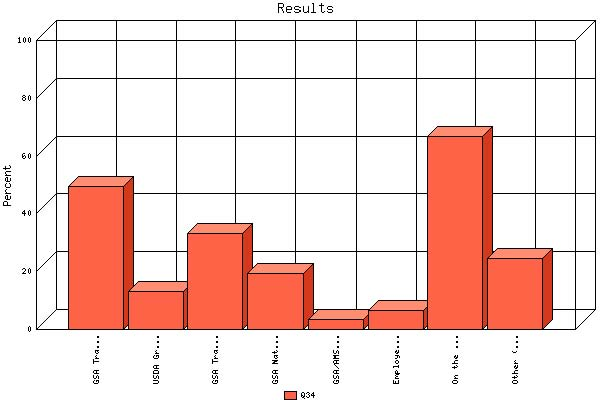 Results
100
80
60
40
20
0
Percent
GSA Tra...
USDA Gr...
GSA Tra...
GSA Nat...
GSA/AMS...
Employe...
On the ...
Other (...
Q34